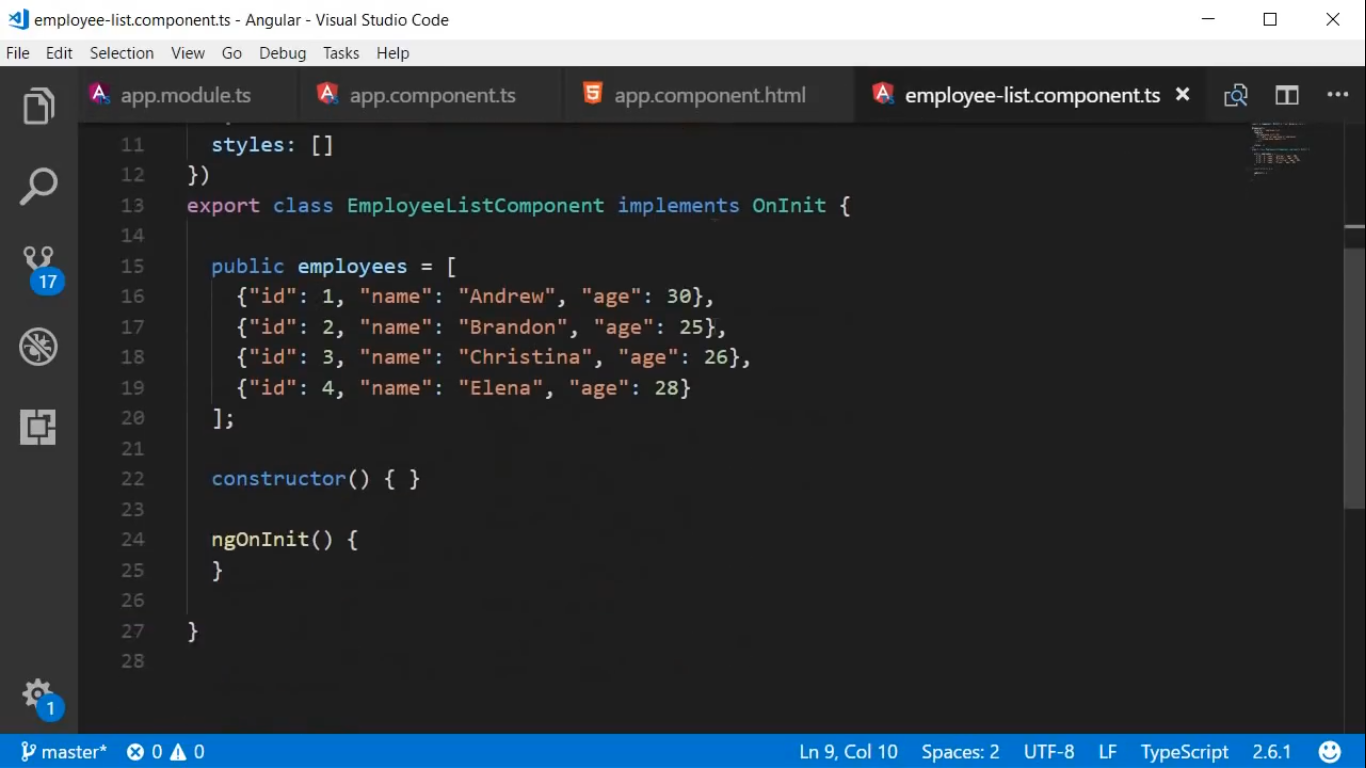 employee-list.component.ts - Angular - Visual Studio Code
File Edit Selection View Go Debug Tasks Help
app.module.ts app.component.ts app.component.html employee-list.component.ts
11 styles: []
12 })
13 export class EmployeeListComponent implements OnInit {
14
15 public employees = [
16 {"id": 1, "name": "Andrew", "age": 30},
17 {"id": 2, "name": "Brandon", "age": 25},
18 {"id": 3, "name": "Christina", "age": 26},
19 {"id": 4, "name": "Elena", "age": 28}
20 ];
21
22 constructor() { }
23
24 ngOnInit() {
25 }
26
27 }
28
17
1
master* 0 0 Ln 9, Col 10 Spaces: 2 UTF-8 LF TypeScript 2.6.1